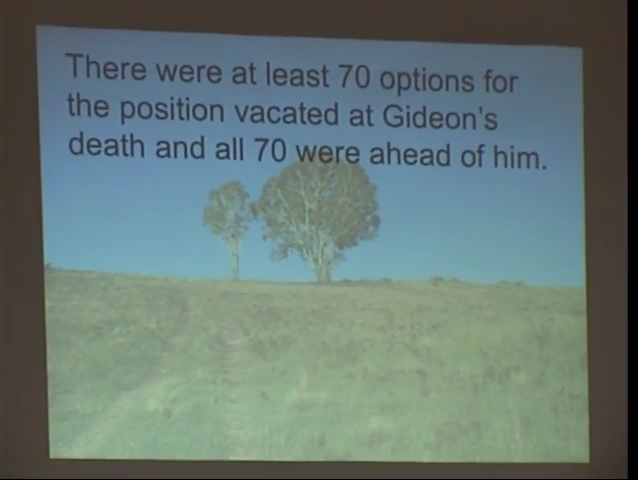 There were at least 70 options for
the position vacated at Gideon's
death and all 70 were ahead of him.